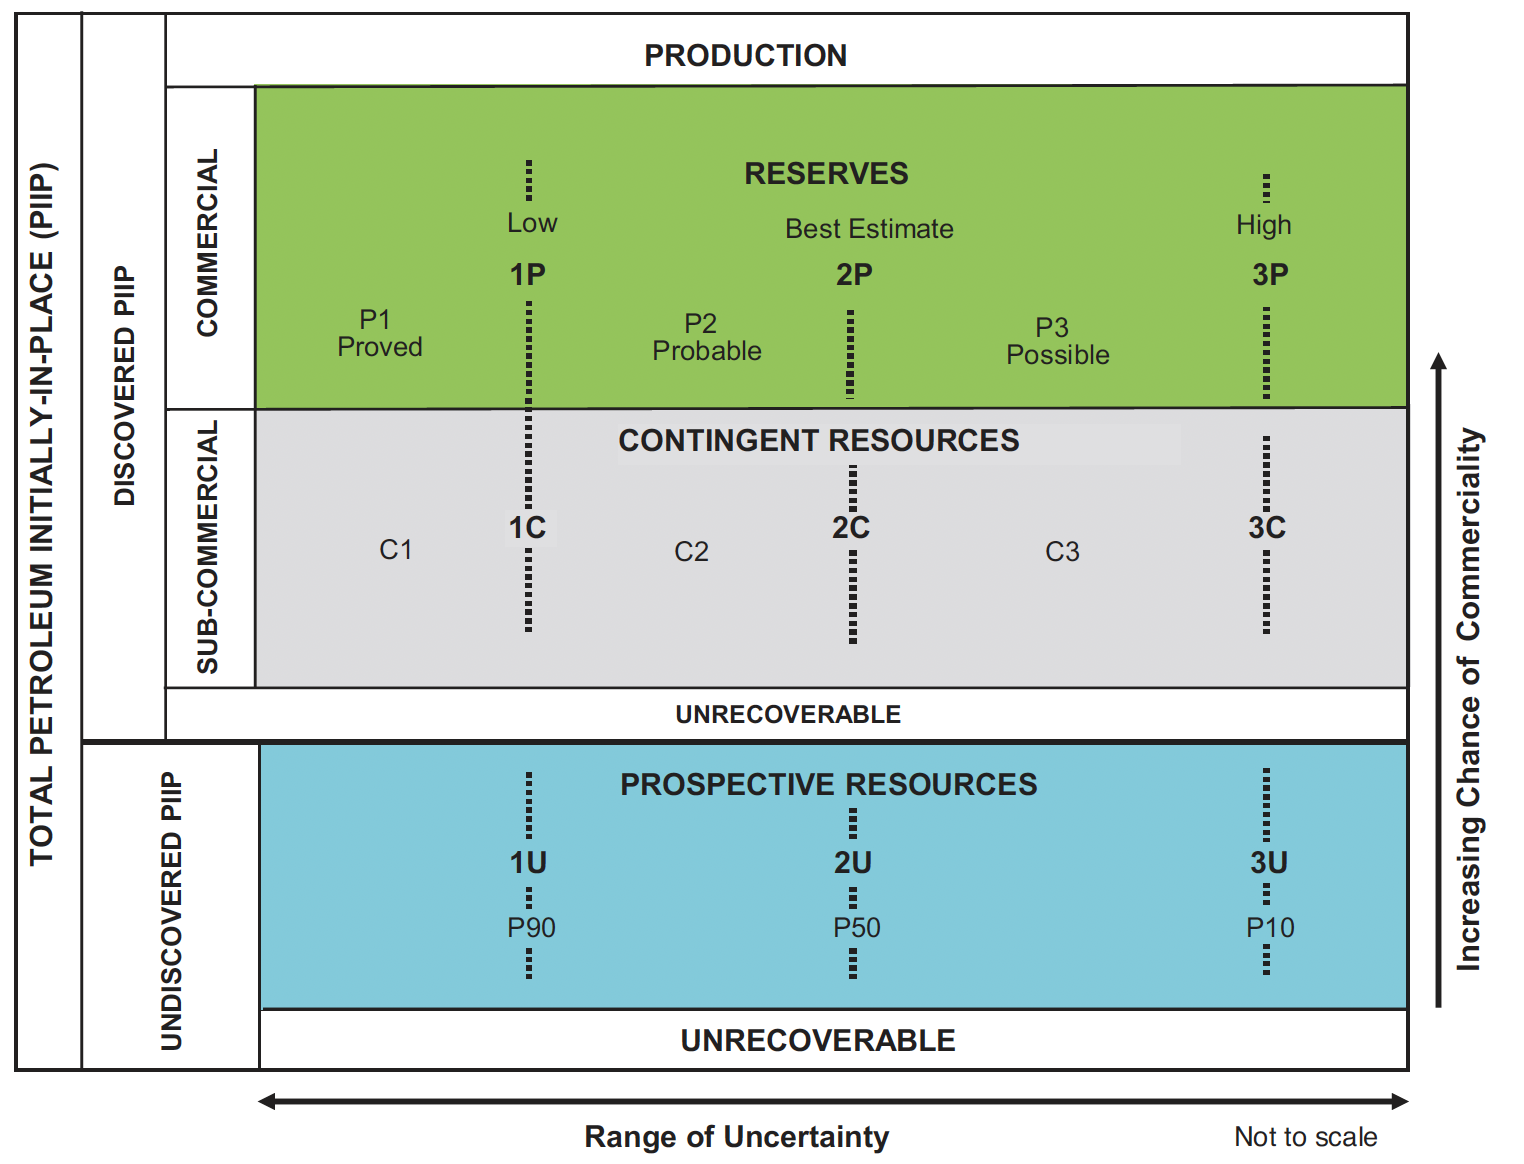 TOTAL PETROLEUM INITIALLY-IN-PLACE (PIIP)
DISCOVERED PIIP
PRODUCTION
COMMERCIAL
RESERVES
Low
Best Estimate
High
1P
2P
3P
P1
Proved
P2
Probable
P3
Possible
SUB-COMMERCIAL
CONTINGENT RESOURCES
1C
2C
3C
C1
C2
C3
UNRECOVERABLE
UNDISCOVERED PIIP
PROSPECTIVE RESOURCES
1U
2U
3U
P90
P50
P10
UNRECOVERABLE
Increasing Chance of Commerciality
Range of Uncertainty
Not to scale